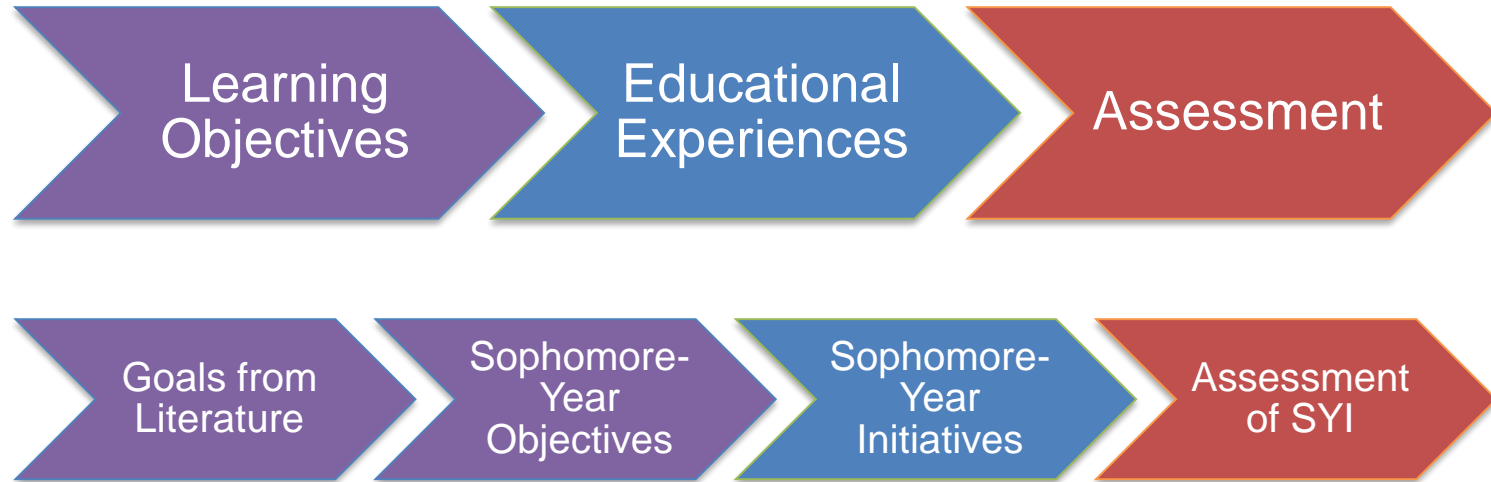 Learning
Objectives
Educational
Experiences
Assessment
Goals from
Literature
Sophomore-
Year
Objectives
Sophomore-
Year
Initiatives
Assessment
of SYI